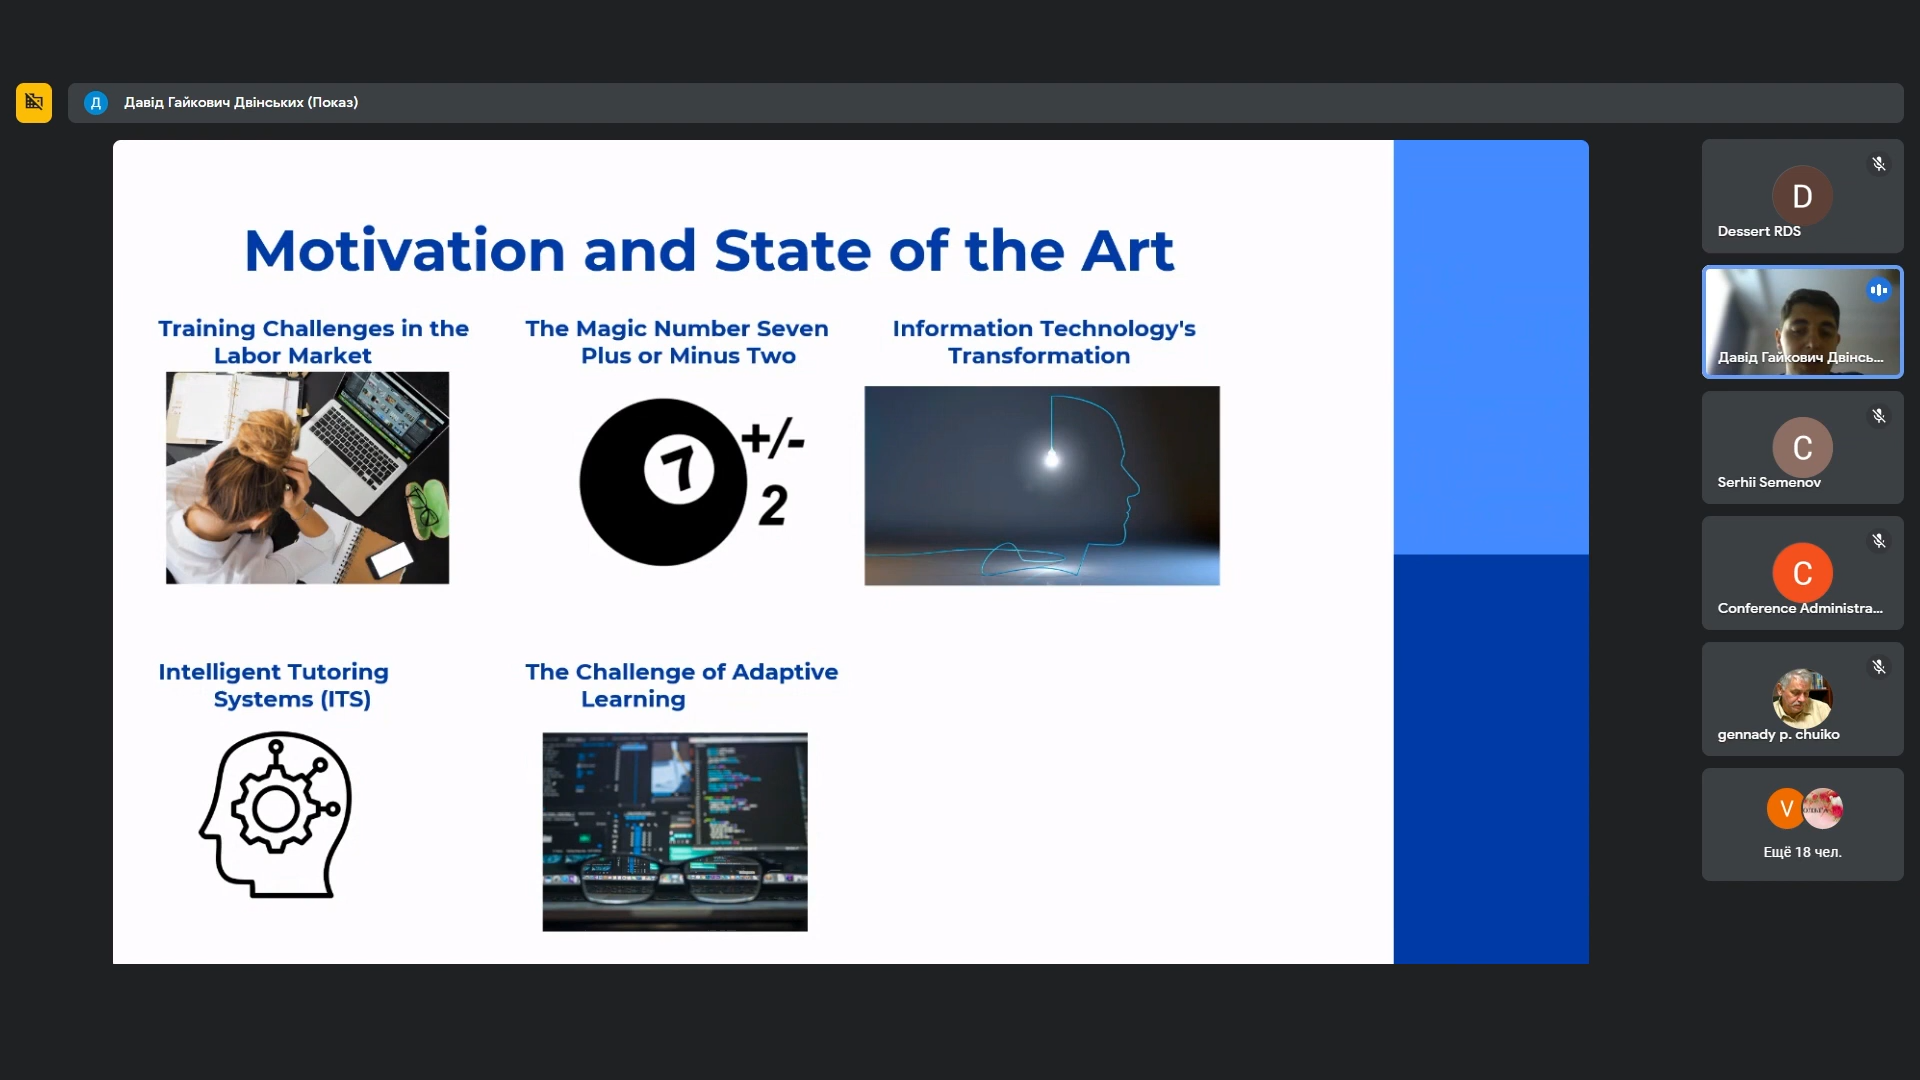 Д
Давід Гайкович Двінських (Показ)
Motivation and State of the Art
Training Challenges in the
Labor Market
The Magic Number Seven
Plus or Minus Two
Information Technology's
Transformation
7
+/-
2
Intelligent Tutoring
Systems (ITS)
The Challenge of Adaptive
Learning
D
Dessert RDS
Давід Гайкович Двінсь...
C
Serhii Semenov
C
Conference Administra...
gennady p. chuiko
V
Ещё 18 чел.